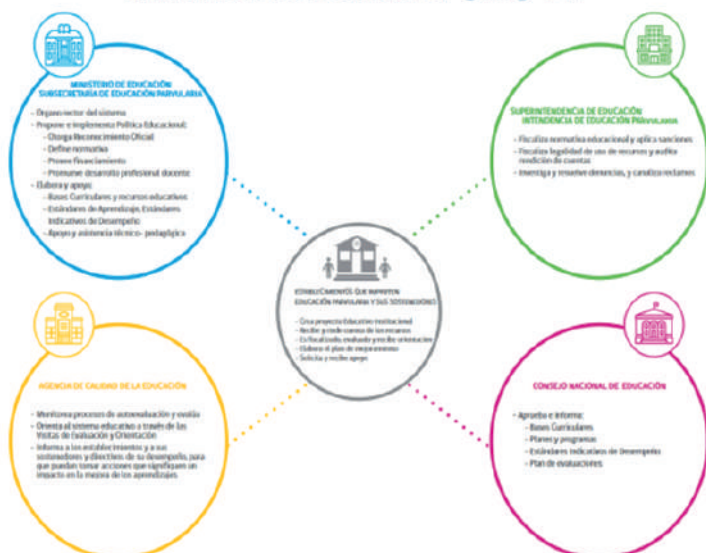 MINISTERIO DE EDUCACIÓN
SUBSECRETARÍA DE EDUCACIÓN PARVULARIA
- Órgano rector del sistema
- Propone e implementa Política Educacional:
- Otorga Reconocimiento Oficial
- Define normativa
- Provee financiamiento
- Promueve desarrollo profesional docente
- Elabora y apoya:
- Bases Curriculares y recursos educativos
- Estándares de Aprendizaje, Estándares
Indicativos de Desempeño
- Apoyo y asistencia técnico- pedagógica
SUPERINTENDENCIA DE EDUCACIÓN
INTENDENCIA DE EDUCACIÓN PARVULARIA
- Fiscaliza normativa educacional y aplica sanciones
- Fiscaliza legalidad de uso de recursos y audita
rendición de cuentas
- Investiga y resuelve denuncias, y canaliza reclamos
ESTABLECIMIENTOS QUE IMPARTEN
EDUCACIÓN PARVULARIA Y SUS SOSTENEDORES
- Crea proyecto Educativo Institucional
- Recibe y rinde cuenta de los recursos
- Es fiscalizado, evaluado y recibe orientación
- Elabora el plan de mejoramiento
- Solicita y recibe apoyo
AGENCIA DE CALIDAD DE LA EDUCACIÓN
- Monitorea procesos de autoevaluación y evalúa
- Orienta al sistema educativo a través de las
Visitas de Evaluación y Orientación
- Informa a los establecimientos y a sus
sostenedores y directivos de su desempeño, para
que puedan tomar acciones que signifiquen un
impacto en la mejora de los aprendizajes
CONSEJO NACIONAL DE EDUCACIÓN
- Aprueba e informa:
- Bases Curriculares
- Planes y programas
- Estándares Indicativos de Desempeño
- Plan de evaluaciones